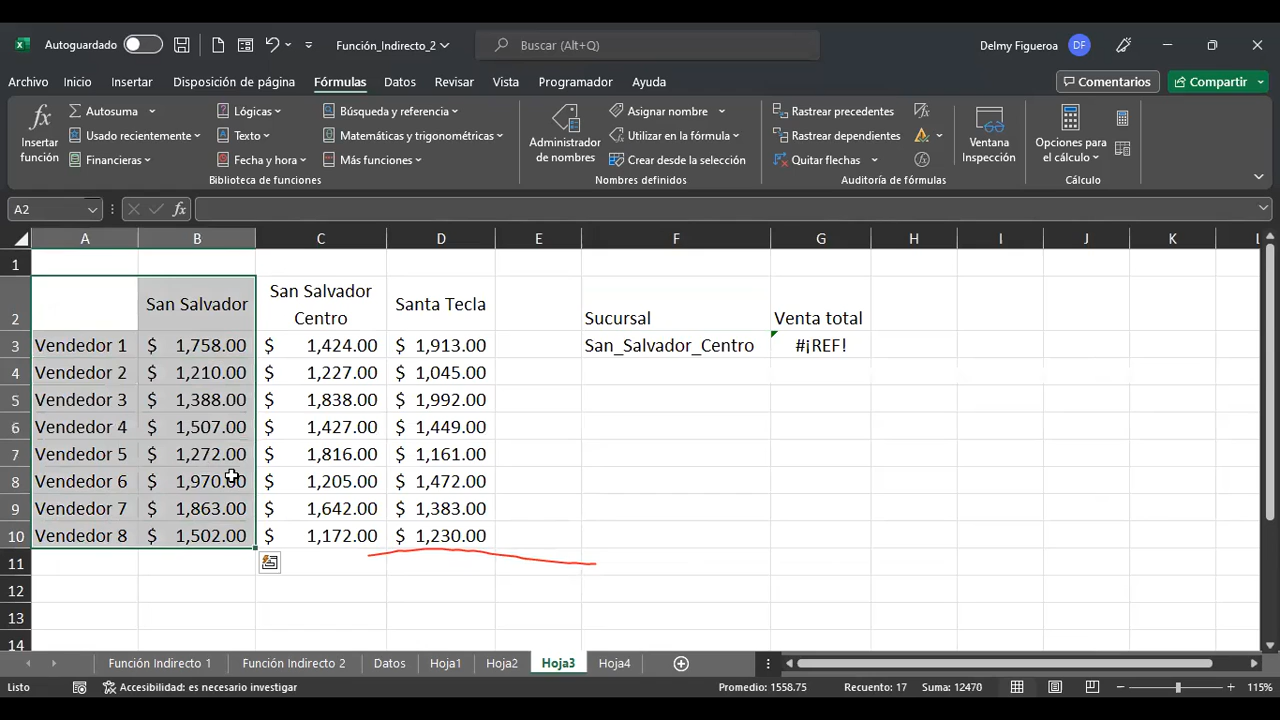 Autoguardado
Función_Indirecto_2
Buscar (Alt+Q)
Delmy Figueroa
DF
Archivo Inicio Insertar Disposición de página Fórmulas Datos Revisar Vista Programador Ayuda
Comentarios Compartir
fx Insertar función
Autosuma
Usado recientemente
Financieras
Lógicas
Texto
Fecha y hora
Búsqueda y referencia
Matemáticas y trigonométricas
Más funciones
Biblioteca de funciones
Administrador de nombres
Asignar nombre
Utilizar en la fórmula
Crear desde la selección
Nombres definidos
Rastrear precedentes
Rastrear dependientes
Quitar flechas
Auditoría de fórmulas
Ventana Inspección
Opciones para el cálculo
Cálculo
A2 fx
A B C D E F G H I J K L
1
2 San Salvador San Salvador Centro Santa Tecla Sucursal Venta total
3 Vendedor 1 $ 1,758.00 $ 1,424.00 $ 1,913.00 San_Salvador_Centro #¡REF!
4 Vendedor 2 $ 1,210.00 $ 1,227.00 $ 1,045.00
5 Vendedor 3 $ 1,388.00 $ 1,838.00 $ 1,992.00
6 Vendedor 4 $ 1,507.00 $ 1,427.00 $ 1,449.00
7 Vendedor 5 $ 1,272.00 $ 1,816.00 $ 1,161.00
8 Vendedor 6 $ 1,970.00 $ 1,205.00 $ 1,472.00
9 Vendedor 7 $ 1,863.00 $ 1,642.00 $ 1,383.00
10 Vendedor 8 $ 1,502.00 $ 1,172.00 $ 1,230.00
11
12
13
14
Función Indirecto 1 Función Indirecto 2 Datos Hoja1 Hoja2 Hoja3 Hoja4
Listo Accesibilidad: es necesario investigar Promedio: 1558.75 Recuento: 17 Suma: 12470 115%